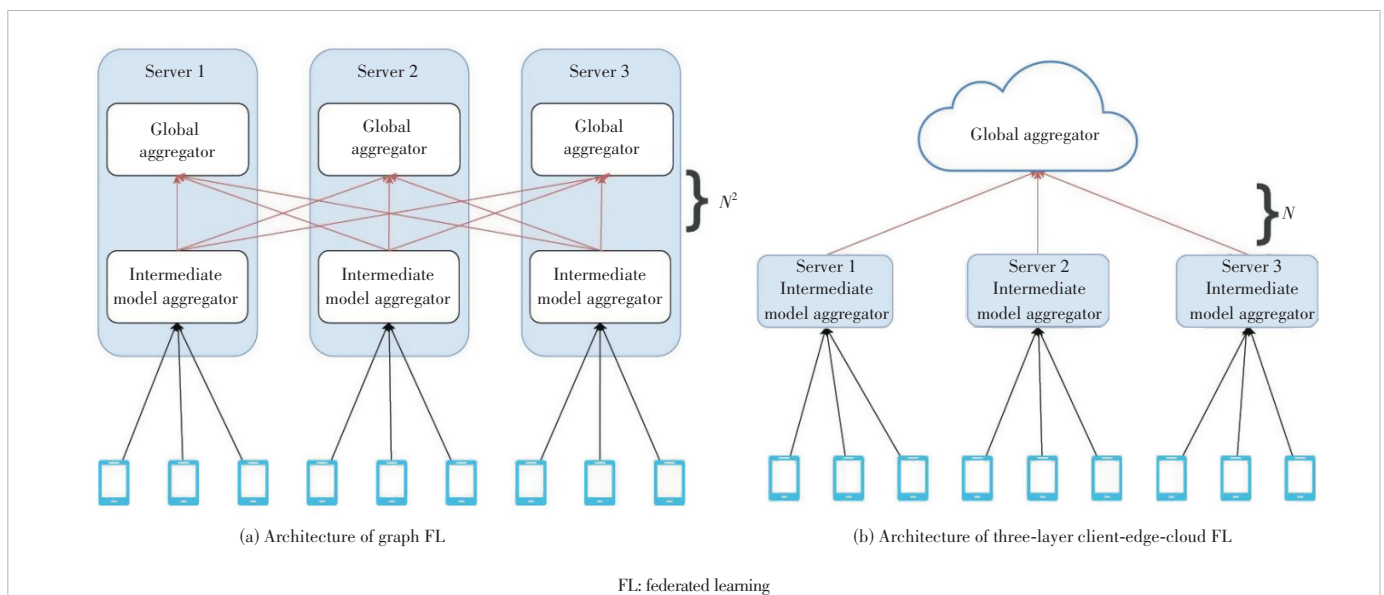 Server 1
Global
aggregator
Intermediate
model aggregator
Server 2
Global
aggregator
Intermediate
model aggregator
Server 3
Global
aggregator
Intermediate
model aggregator
} N²
(a) Architecture of graph FL
Global aggregator
} N
Server 1
Intermediate
model aggregator
Server 2
Intermediate
model aggregator
Server 3
Intermediate
model aggregator
(b) Architecture of three-layer client-edge-cloud FL
FL: federated learning